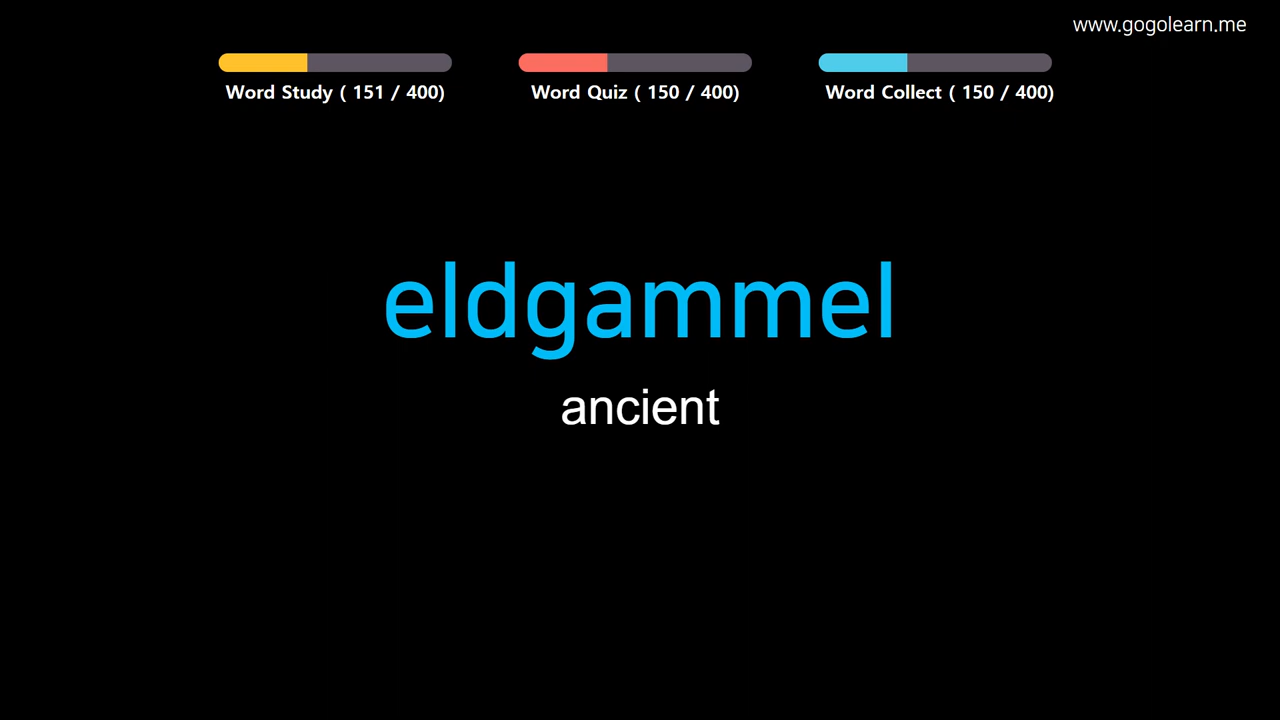 www.gogolearn.me
Word Study ( 151 / 400)
Word Quiz ( 150 / 400)
Word Collect ( 150 / 400)
eldgammel
ancient